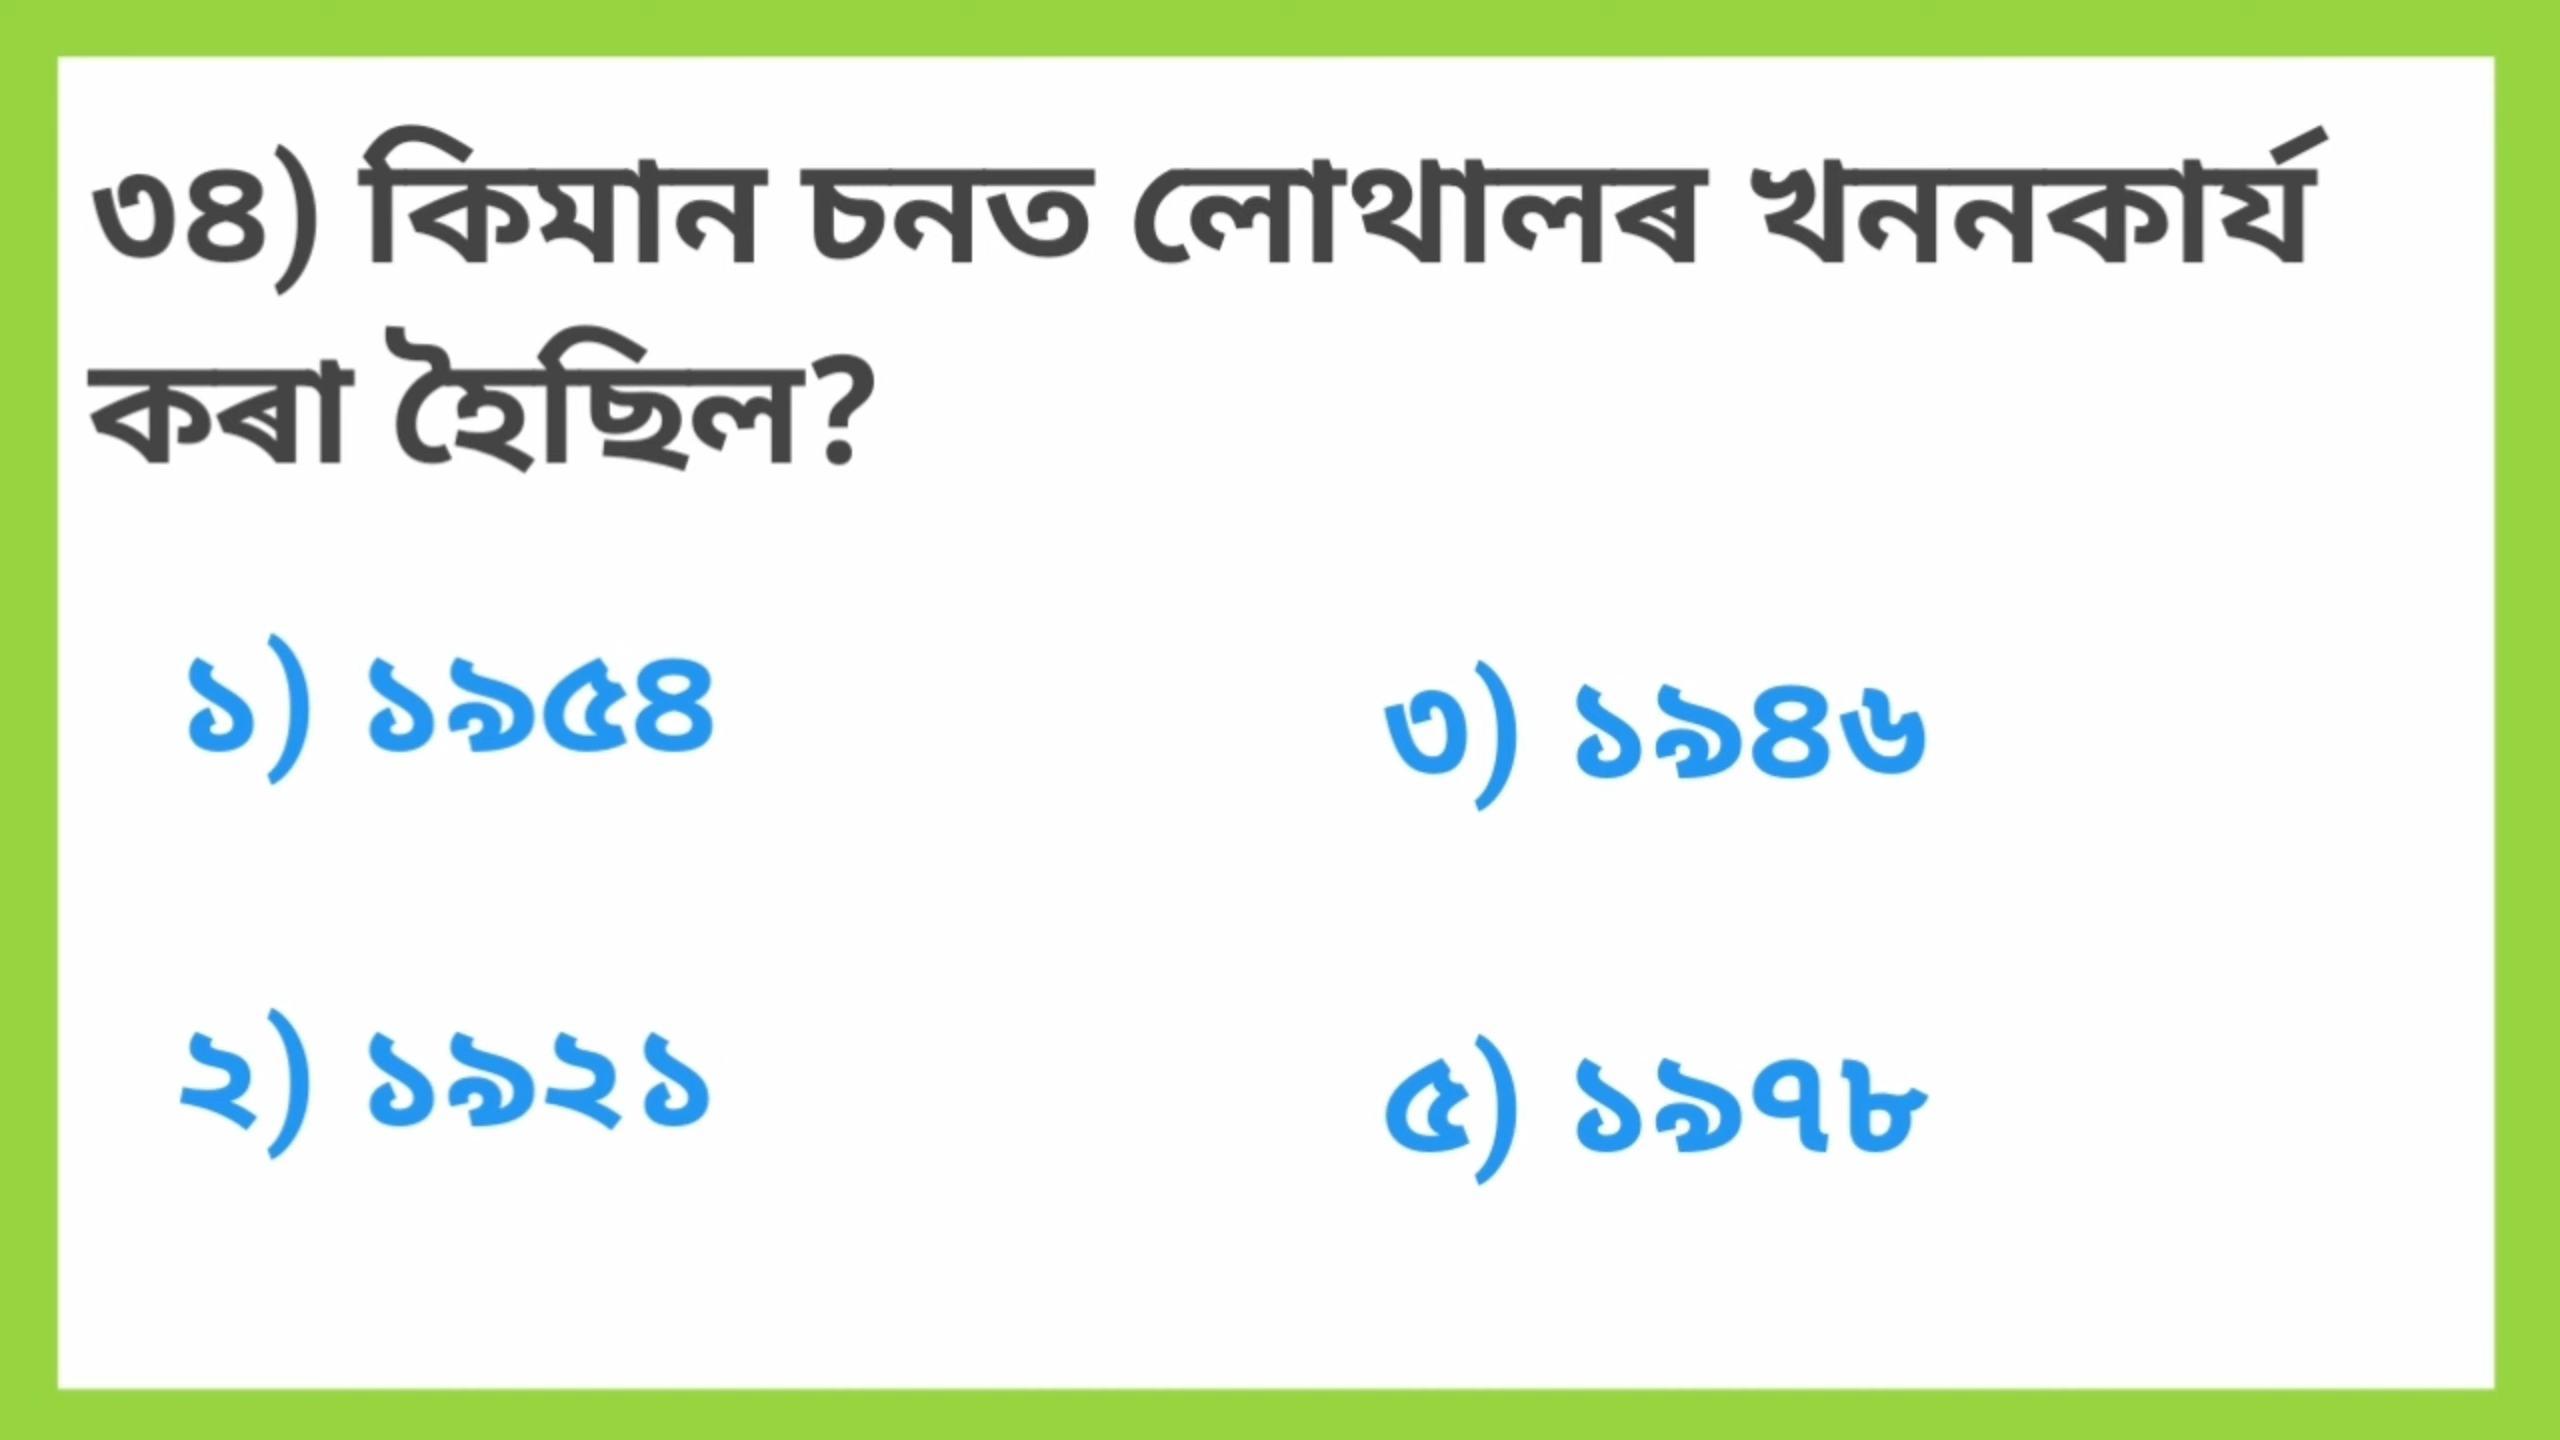 ৩৪) কিমান চনত লোথালৰ খননকাৰ্য
কৰা হৈছিল?
১) ১৯৫৪
৩) ১৯৪৬
২) ১৯২১
৫) ১৯৭৮